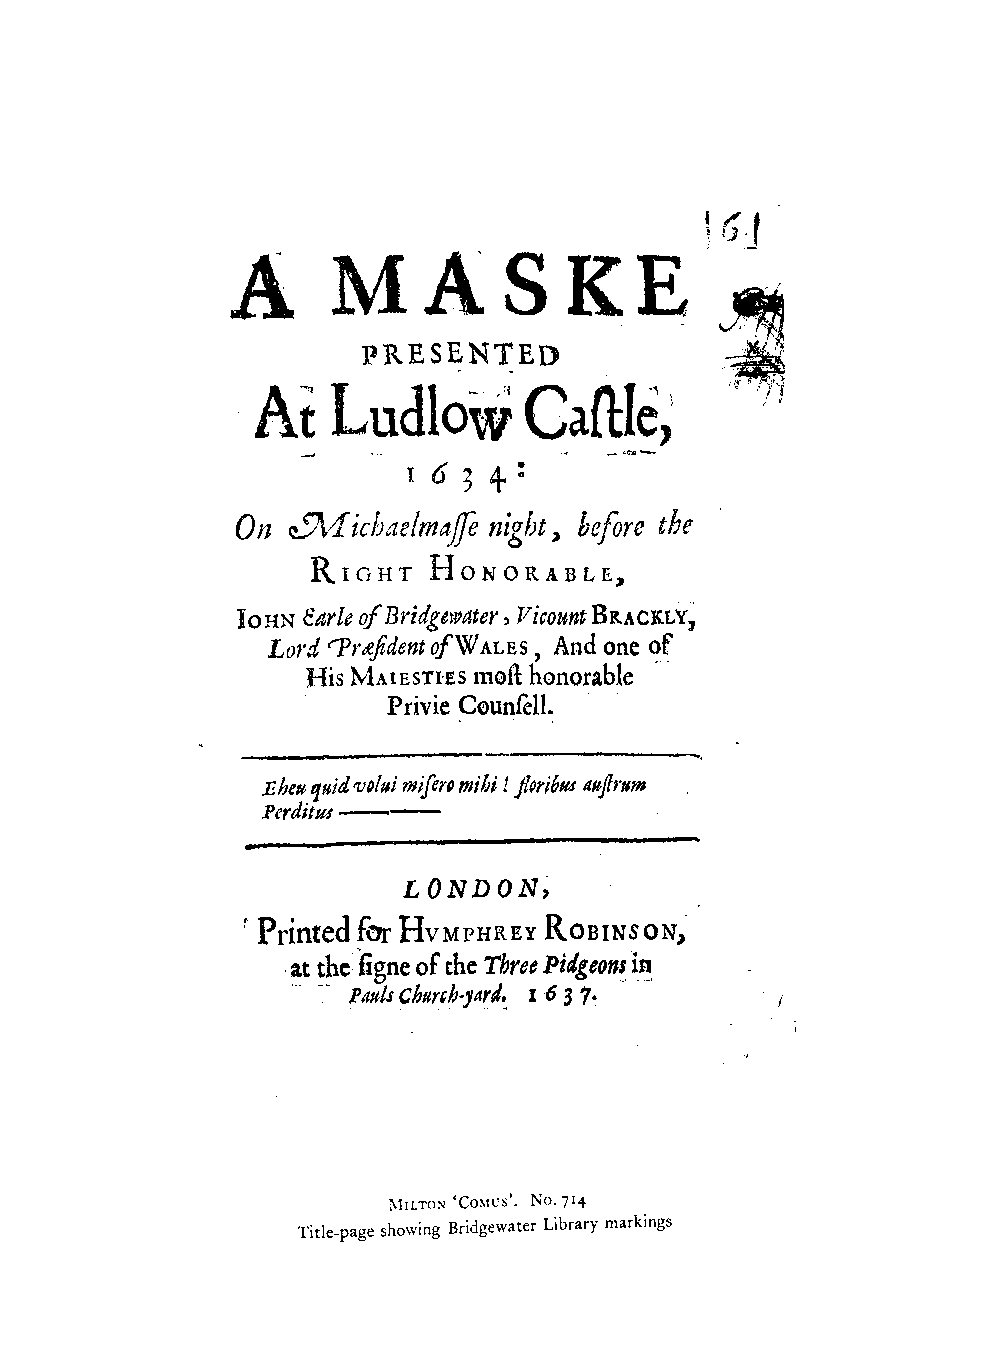 |6|
A MASKE
PRESENTED
At Ludlow Caſtle,
1634:
On Michaelmaſſe night, before the
RIGHT HONORABLE,
IOHN Earle of Bridgewater, Vicount BRACKLY,
Lord Præſident of WALES, And one of
His MAIESTIES moſt honorable
Privie Counſell.
Eheu quid volui miſero mihi! floribus auſtrum
Perditus ———
LONDON,
Printed for HVMPHREY ROBINSON,
at the ſigne of the Three Pidgeons in
Pauls Church-yard. 1637.
MILTON ‘COMUS’. No. 714
Title-page showing Bridgewater Library markings